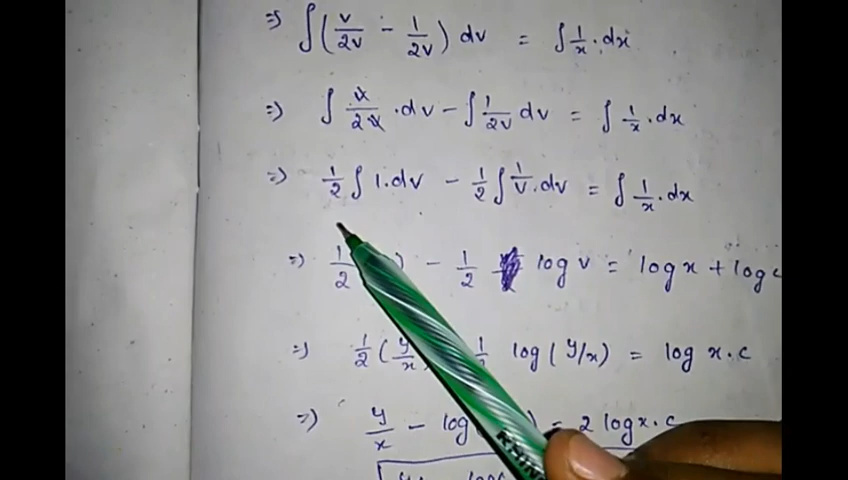 ⇒ ∫(v/2v − 1/2v) dv = ∫ 1/x · dx
⇒ ∫ v/2v · dv − ∫ 1/2v dv = ∫ 1/x · dx
⇒ 1/2 ∫ 1 · dv − 1/2 ∫ 1/v · dv = ∫ 1/x · dx
⇒ 1/2 ) − 1/2 log v = log x + log c
⇒ 1/2 (y/x) 1/2 log (y/x) = log x · c
⇒ y/x − log ) = 2 log x · c